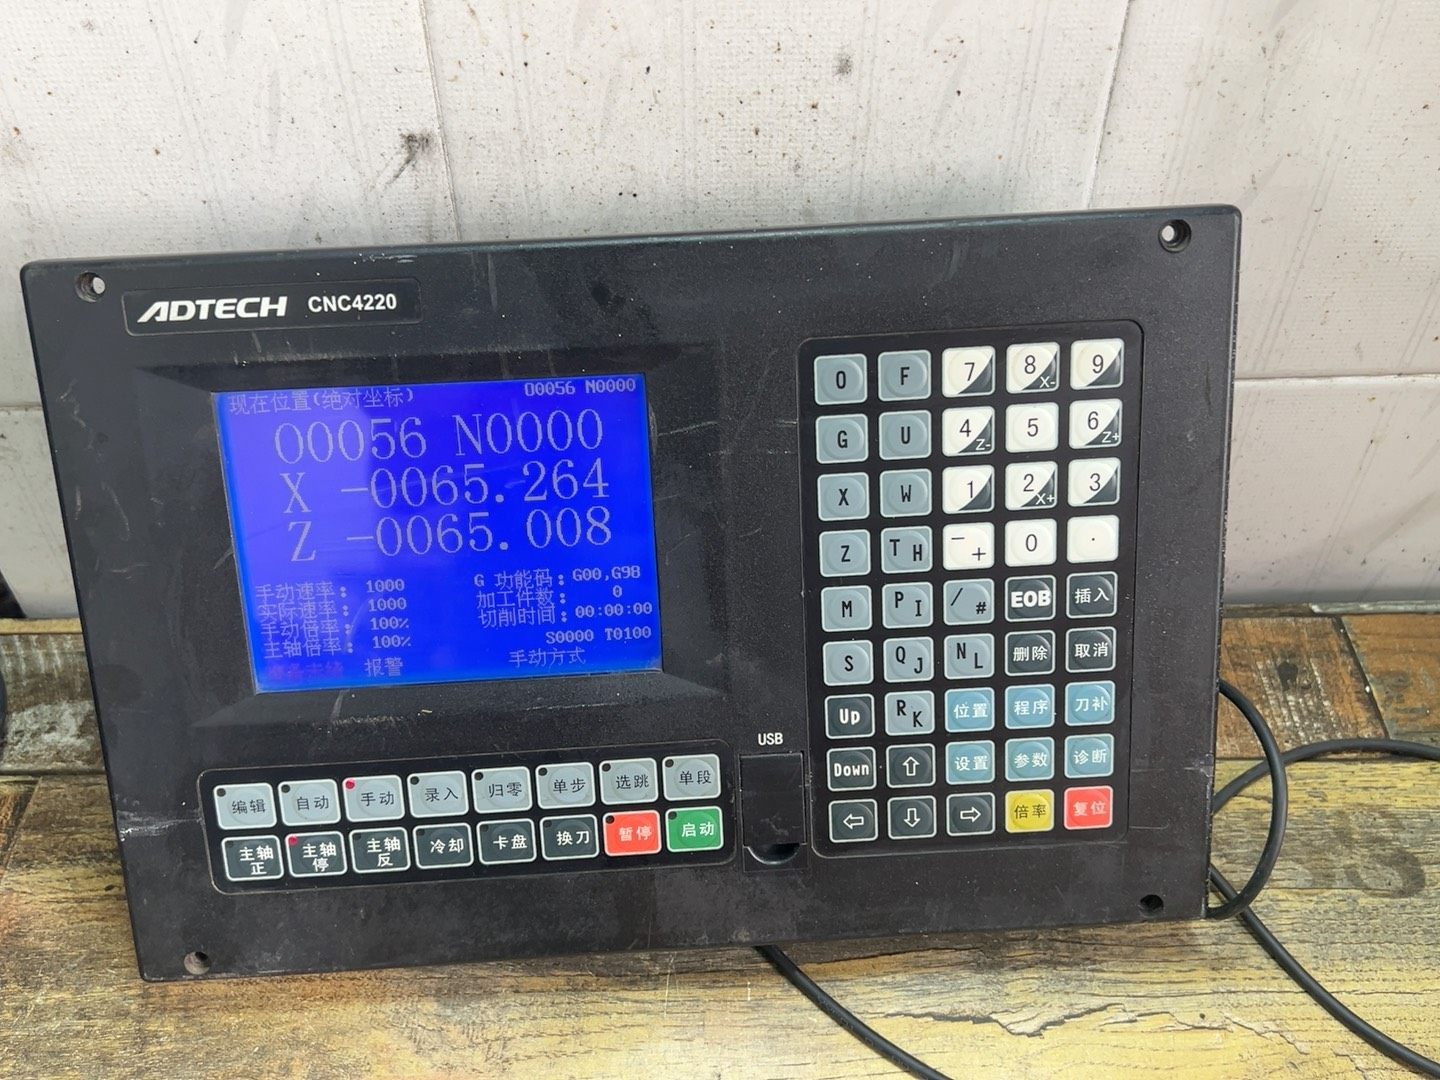 ADTECH CNC4220
现在位置(绝对坐标) O0056 N0000
O0056 N0000
X -0065.264
Z -0065.008
手动速率: 1000 G 功能码: G00,G98
实际速率: 1000 加工件数: 0
手动倍率: 100% 切削时间: 00:00:00
主轴倍率: 100% S0000 T0100
报警 手动方式
编辑 自动 手动 录入 归零 单步 选跳 单段
主轴正 主轴停 主轴反 冷却 卡盘 换刀 暂停 启动
USB
O F 7 8 X- 9
G U 4 Z- 5 6 Z+
X W 1 2 X+ 3
Z T H - + 0 .
M P I / # EOB 插入
S Q J N L 删除 取消
Up R K 位置 程序 刀补
Down ⇧ 设置 参数 诊断
⇦ ⇩ ⇨ 倍率 复位